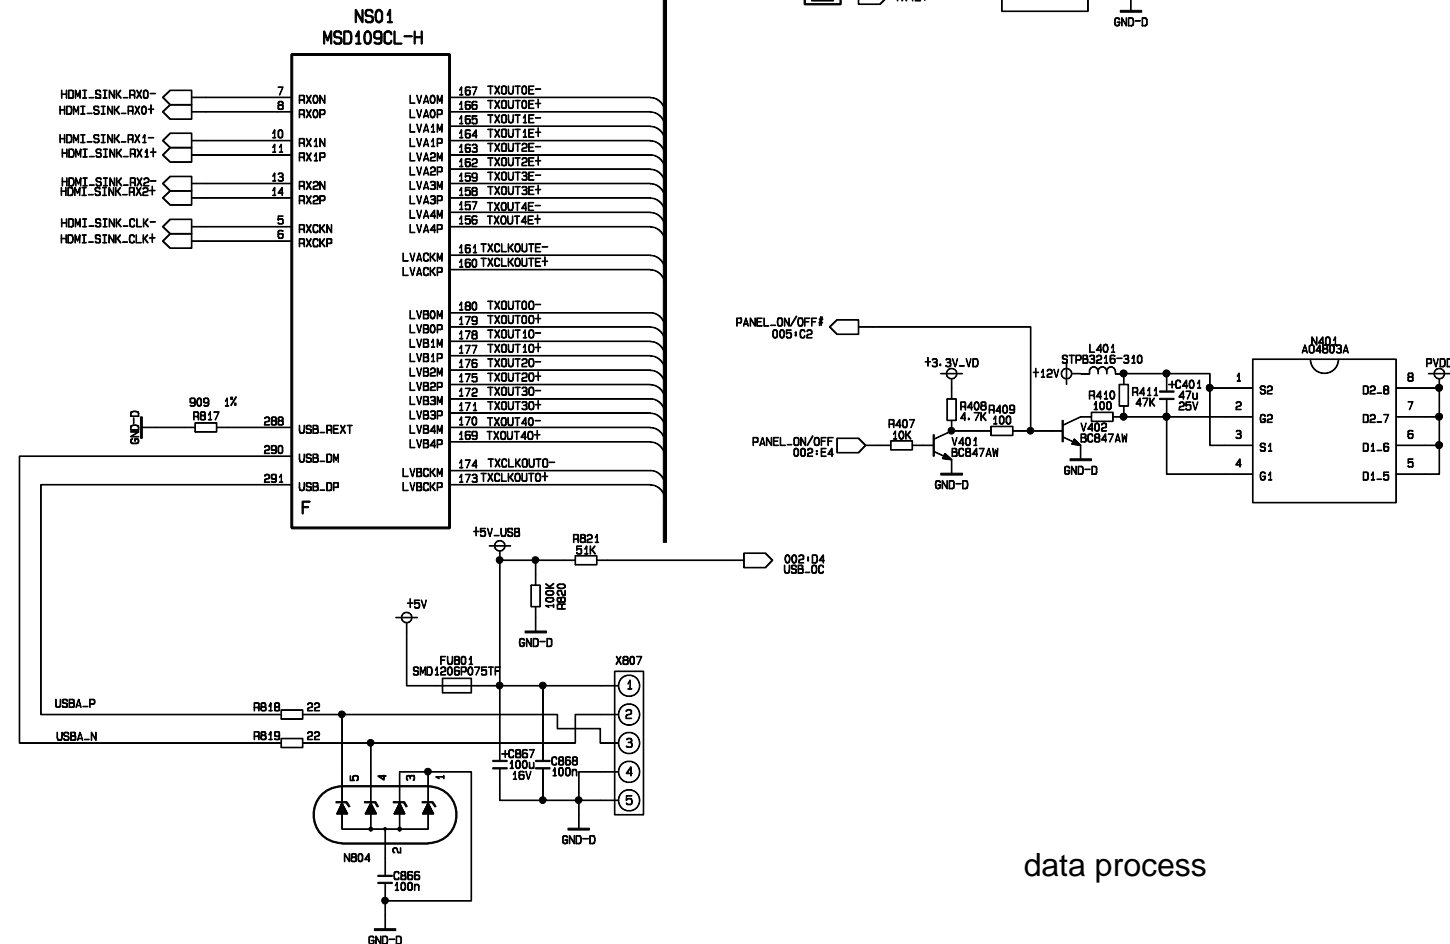 GND-D
NS01
MSD109CL-H
HDMI_SINK_RX0- 7 RX0N
HDMI_SINK_RX0+ 8 RX0P
HDMI_SINK_RX1- 10 RX1N
HDMI_SINK_RX1+ 11 RX1P
HDMI_SINK_RX2- 13 RX2N
HDMI_SINK_RX2+ 14 RX2P
HDMI_SINK_CLK- 5 RXCKN
HDMI_SINK_CLK+ 6 RXCKP
LVA0M 167 TXOUT0E-
LVA0P 166 TXOUT0E+
LVA1M 165 TXOUT1E-
LVA1P 164 TXOUT1E+
LVA2M 163 TXOUT2E-
LVA2P 162 TXOUT2E+
LVA3M 159 TXOUT3E-
LVA3P 158 TXOUT3E+
LVA4M 157 TXOUT4E-
LVA4P 156 TXOUT4E+
LVACKM 161 TXCLKOUTE-
LVACKP 160 TXCLKOUTE+
LVB0M 180 TXOUT0O-
LVB0P 179 TXOUT0O+
LVB1M 178 TXOUT1O-
LVB1P 177 TXOUT1O+
LVB2M 176 TXOUT2O-
LVB2P 175 TXOUT2O+
LVB3M 172 TXOUT3O-
LVB3P 171 TXOUT3O+
LVB4M 170 TXOUT4O-
LVB4P 169 TXOUT4O+
LVBCKM 174 TXCLKOUTO-
LVBCKP 173 TXCLKOUTO+
909 1%
R817
GND-D
288 USB_REXT
290 USB_DM
291 USB_DP
F
PANEL_ON/OFF#
005:C2
+3.3V_VD
R408
4.7K
R409
100
R407
10K
PANEL_ON/OFF
002:E4
V401
BC847AW
GND-D
L401
STPB3216-310
+12V
R410
100
R411
47K
+C401
47u
25V
V402
BC847AW
GND-D
N401
AO4803A
1 S2 D2_8 8
2 G2 D2_7 7
3 S1 D1_6 6
4 G1 D1_5 5
PVDD
+5V_USB
R821
51K
002:D4
USB_OC
100K
R820
GND-D
+5V
FU801
SMD1206P075TF
X807
1
2
3
4
5
USBA_P
R818 22
USBA_N
R819 22
+C867
100u
16V
C868
100n
GND-D
5 4 3 1
2
N804
C866
100n
GND-D
data process